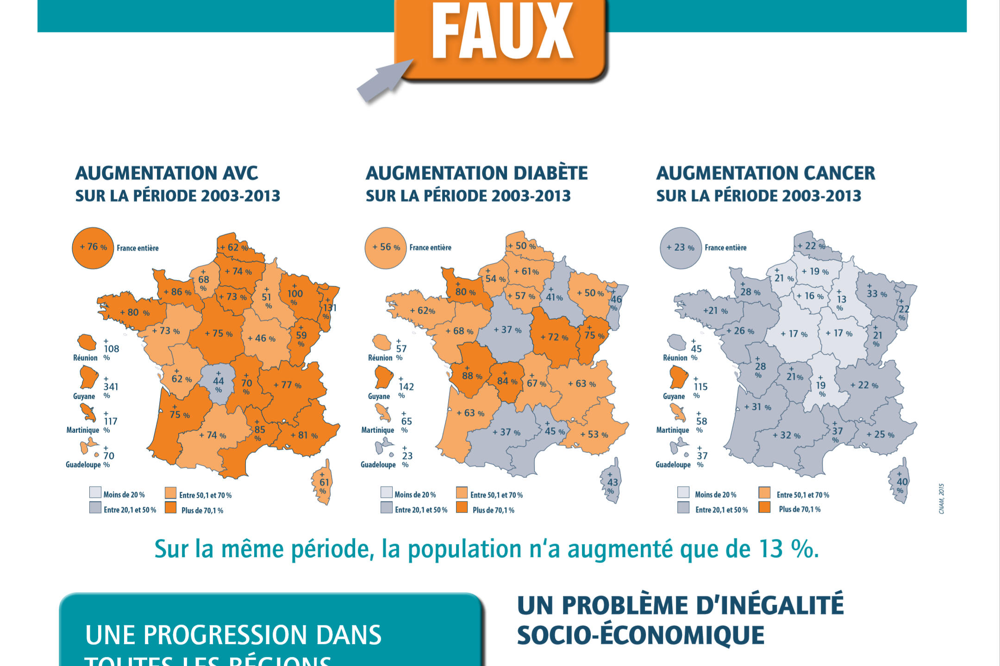 FAUX
AUGMENTATION AVC
SUR LA PÉRIODE 2003-2013
+ 76 %
France entière
+ 62 %
+ 74 %
+
68
%
+ 86 %
+ 73 %
+
51
%
+
100
%
+
131
%
+ 80 %
+ 73 %
+ 75 %
+ 46 %
+
59
%
+
62 %
+
44
%
+
70
%
+ 77 %
+
75 %
+ 74 %
+
85
%
+ 81 %
+
61
%
+
108
%
Réunion
+
341
%
Guyane
+
117
%
Martinique
+
70
%
Guadeloupe
Moins de 20 %
Entre 50,1 et 70 %
Entre 20,1 et 50 %
Plus de 70,1 %
AUGMENTATION DIABÈTE
SUR LA PÉRIODE 2003-2013
+ 56 %
France entière
+ 50 %
+ 61%
+
54 %
+
80 %
+ 57 %
+
41%
+ 50 %
+
46
%
+ 62%
+ 68 %
+ 37 %
+ 72 %
+
75 %
+
88 %
+
84 %
+
67 %
+ 63 %
+ 63 %
+ 37 %
+
45 %
+ 53 %
+
43
%
+
57
%
Réunion
+
142
%
Guyane
+
65
%
Martinique
+
23
%
Guadeloupe
Moins de 20 %
Entre 50,1 et 70 %
Entre 20,1 et 50 %
Plus de 70,1 %
AUGMENTATION CANCER
SUR LA PÉRIODE 2003-2013
+ 23 %
France entière
+ 22 %
+ 19 %
+
21 %
+
28 %
+ 16 %
+
13
%
+
33 %
+
22
%
+21 %
+ 26 %
+ 17 %
+ 17 %
+
21
%
+
28
%
+
21%
+
19
%
+ 22 %
+ 31 %
+ 32 %
+
37
%
+ 25 %
+
40
%
+
45
%
Réunion
+
115
%
Guyane
+
58
%
Martinique
+
37
%
Guadeloupe
Moins de 20 %
Entre 50,1 et 70 %
Entre 20,1 et 50 %
Plus de 70,1 %
CNAM, 2015
Sur la même période, la population n‘a augmenté que de 13 %.
UNE PROGRESSION DANS
TOUTES LES RÉGIONS
UN PROBLÈME D’INÉGALITÉ
SOCIO-ÉCONOMIQUE